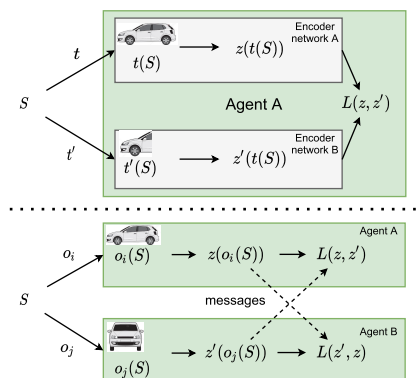 Encoder
network A
t
t(S)
z(t(S))
S
Agent A
L(z, z')
Encoder
network B
t'
t'(S)
z'(t(S))
Agent A
o_i
o_i(S)
z(o_i(S))
L(z, z')
S
messages
Agent B
o_j
o_j(S)
z'(o_j(S))
L(z', z)